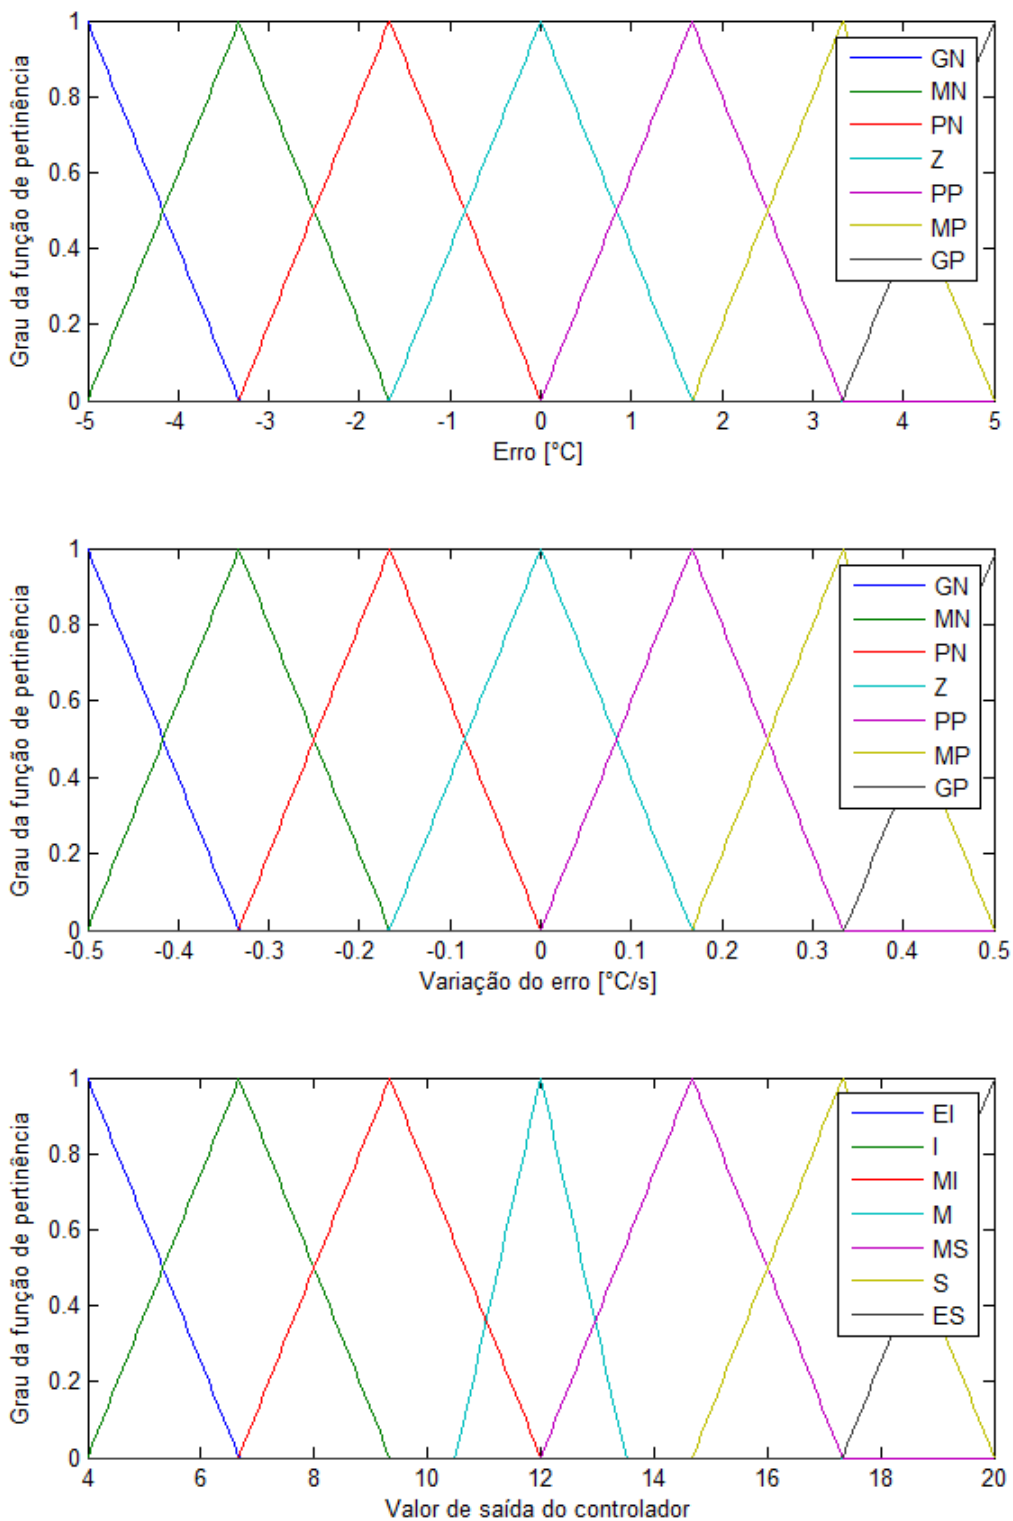 1
0.8
0.6
0.4
0.2
0
Grau da função de pertinência
GN
MN
PN
Z
PP
MP
GP
-5 -4 -3 -2 -1 0 1 2 3 4 5
Erro [°C]
1
0.8
0.6
0.4
0.2
0
Grau da função de pertinência
GN
MN
PN
Z
PP
MP
GP
-0.5 -0.4 -0.3 -0.2 -0.1 0 0.1 0.2 0.3 0.4 0.5
Variação do erro [°C/s]
1
0.8
0.6
0.4
0.2
0
Grau da função de pertinência
EI
I
MI
M
MS
S
ES
4 6 8 10 12 14 16 18 20
Valor de saída do controlador